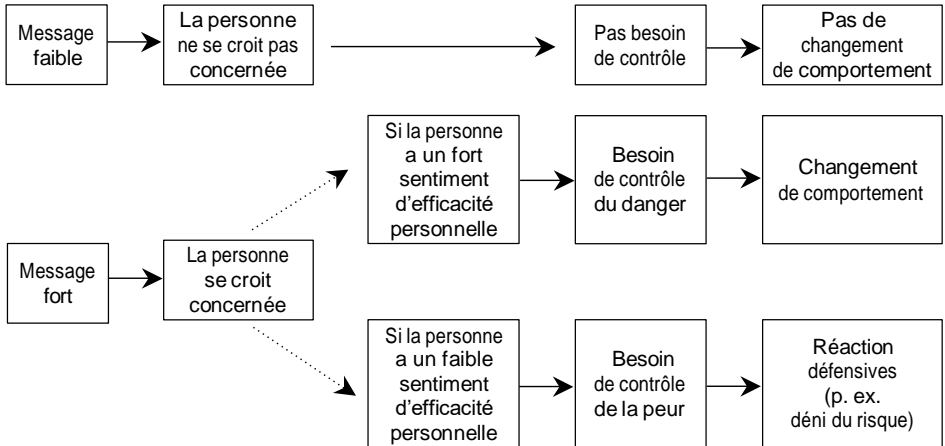 Message
faible
La personne
ne se croit pas
concernée
Pas besoin
de contrôle
Pas de
changement
de comportement
Message
fort
La personne
se croit
concernée
Si la personne
a un fort
sentiment
d'efficacité
personnelle
Besoin
de contrôle
du danger
Changement
de comportement
Si la personne
a un faible
sentiment
d'efficacité
personnelle
Besoin
de contrôle
de la peur
Réaction
défensives
(p. ex.
déni du risque)